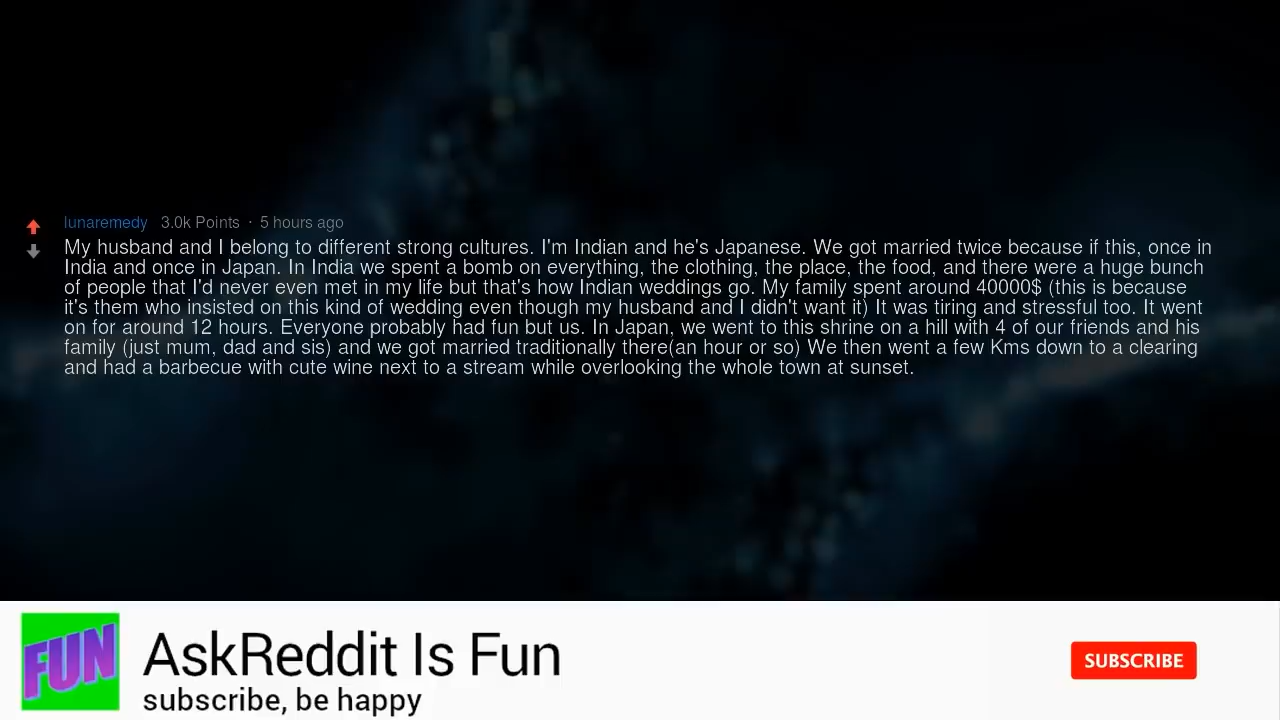 lunaremedy 3.0k Points · 5 hours ago
My husband and I belong to different strong cultures. I'm Indian and he's Japanese. We got married twice because if this, once in
India and once in Japan. In India we spent a bomb on everything, the clothing, the place, the food, and there were a huge bunch
of people that I'd never even met in my life but that's how Indian weddings go. My family spent around 40000$ (this is because
it's them who insisted on this kind of wedding even though my husband and I didn't want it) It was tiring and stressful too. It went
on for around 12 hours. Everyone probably had fun but us. In Japan, we went to this shrine on a hill with 4 of our friends and his
family (just mum, dad and sis) and we got married traditionally there(an hour or so) We then went a few Kms down to a clearing
and had a barbecue with cute wine next to a stream while overlooking the whole town at sunset.
FUN
AskReddit Is Fun
subscribe, be happy
SUBSCRIBE